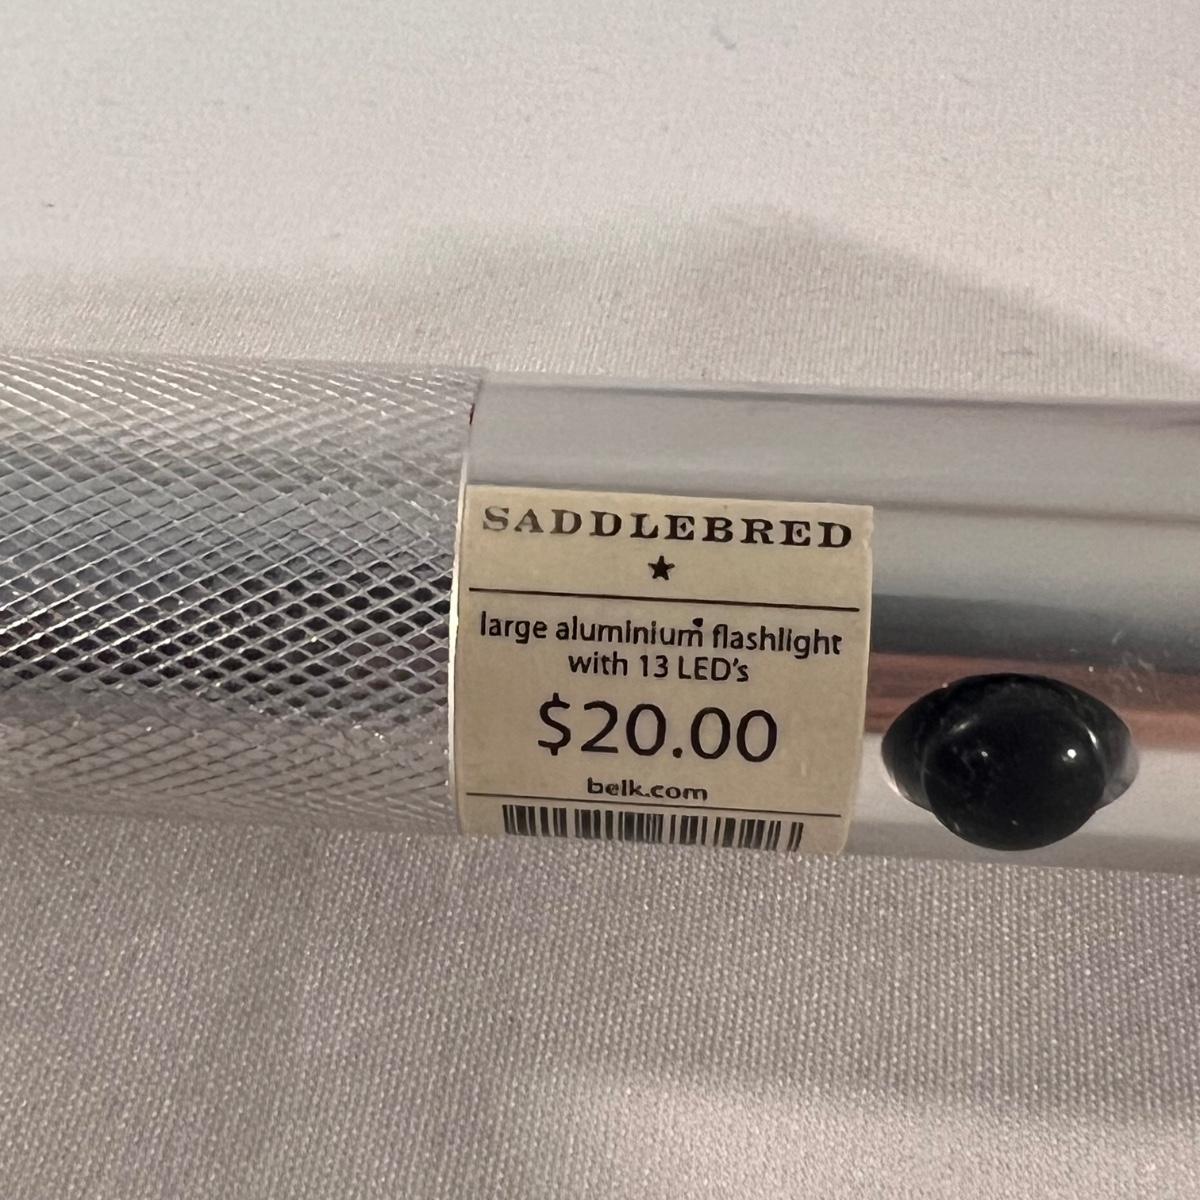 SADDLEBRED
large aluminium flashlight
with 13 LED's
$20.00
belk.com